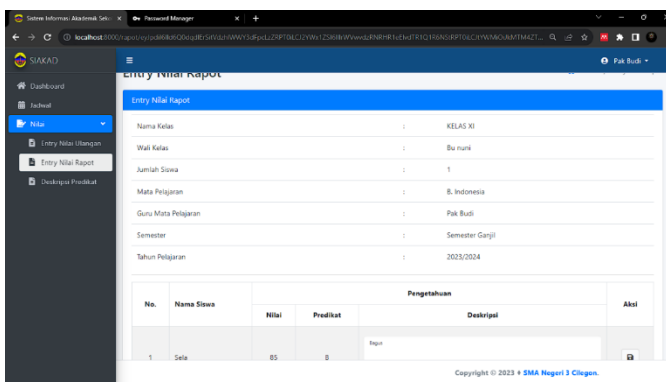 Sistem Informasi Akademik Seko
Password Manager
SIAKAD
Pak Budi
Dashboard
Jadwal
Nilai
Entry Nilai Ulangan
Entry Nilai Rapot
Deskripsi Predikat
Entry Nilai Rapot
Entry Nilai Rapot
Nama Kelas : KELAS XI
Wali Kelas : Bu nuni
Jumlah Siswa : 1
Mata Pelajaran : B. Indonesia
Guru Mata Pelajaran : Pak Budi
Semester : Semester Ganjil
Tahun Pelajaran : 2023/2024
No. Nama Siswa Pengetahuan Aksi
Nilai Predikat Deskripsi
Bagus
1 Sela 85 B
Copyright © 2023 • SMA Negeri 3 Cilegon.